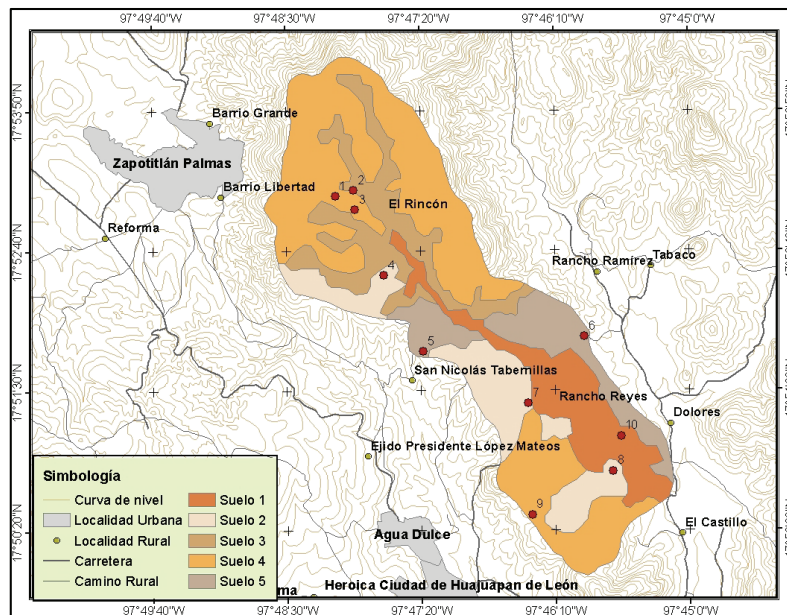 97°49'40"W 97°48'30"W 97°47'20"W 97°46'10"W 97°45'0"W
17°53'50"N
17°52'40"N
17°51'30"N
17°50'20"N
Barrio Grande
Zapotitlán Palmas
Barrio Libertad
Reforma
1
2
3
El Rincón
4
Rancho Ramírez
Tabaco
5
6
San Nicolás Tabernillas
7
Rancho Reyes
Dolores
10
Ejido Presidente López Mateos
8
9
El Castillo
Agua Dulce
Heroica Ciudad de Huajuapan de León
Simbología
Curva de nivel
Localidad Urbana
Localidad Rural
Carretera
Camino Rural
Suelo 1
Suelo 2
Suelo 3
Suelo 4
Suelo 5
97°49'40"W 97°48'30"W 97°47'20"W 97°46'10"W 97°45'0"W